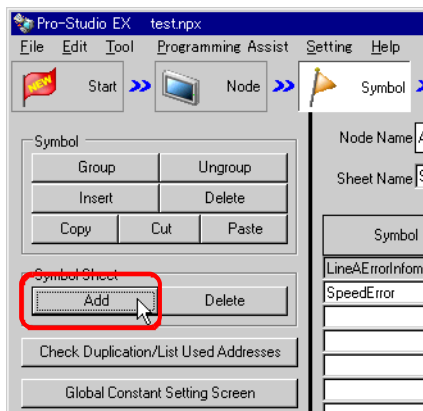 Pro-Studio EX test.npx
File Edit Tool Programming Assist Setting Help
NEW Start Node Symbol
Symbol
Group Ungroup
Insert Delete
Copy Cut Paste
Symbol Sheet
Add Delete
Check Duplication/List Used Addresses
Global Constant Setting Screen
Node Name A
Sheet Name S
Symbol
LineAErrorInfom
SpeedError